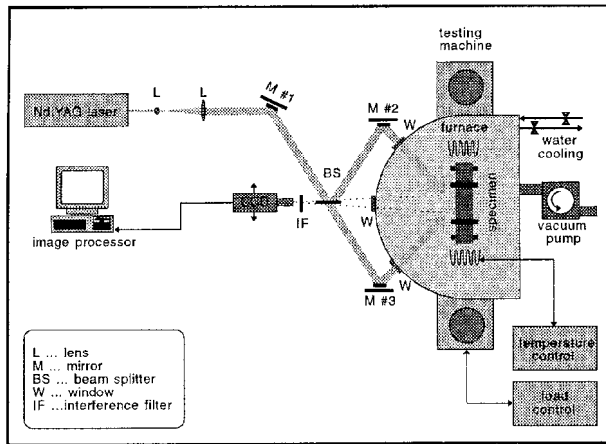 testing
machine
L
L
M #1
Nd:YAG laser
M #2
W
furnace
BS
water
cooling
CCD
W
specimen
IF
image processor
vacuum
pump
W
M #3
L ... lens
M ... mirror
BS ... beam splitter
W ... window
IF ...interference filter
temperature
control
load
control